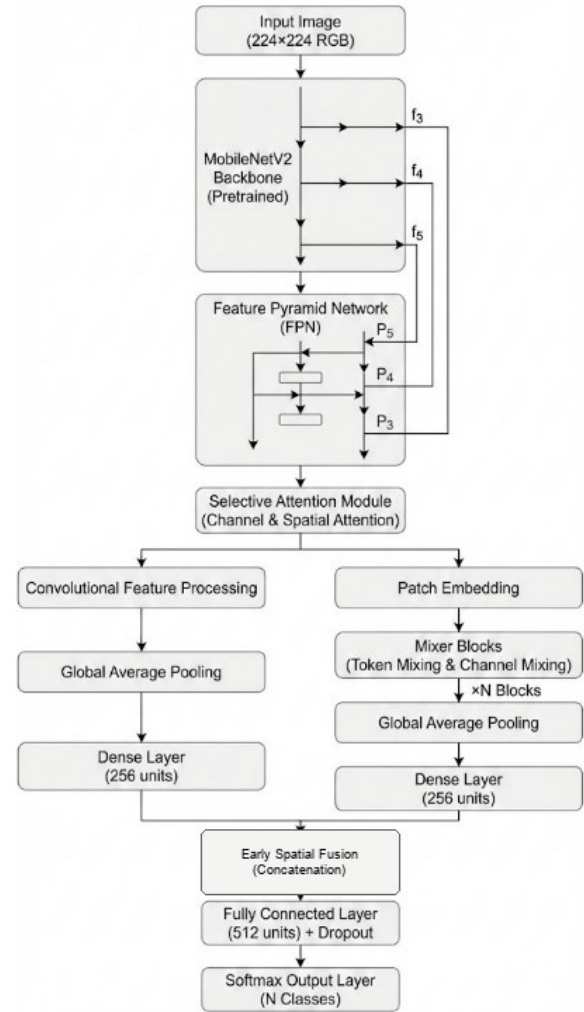 Input Image
(224×224 RGB)
f3
MobileNetV2
Backbone
(Pretrained)
f4
f5
Feature Pyramid Network
(FPN)
P5
P4
P3
Selective Attention Module
(Channel & Spatial Attention)
Convolutional Feature Processing
Global Average Pooling
Dense Layer
(256 units)
Patch Embedding
Mixer Blocks
(Token Mixing & Channel Mixing)
×N Blocks
Global Average Pooling
Dense Layer
(256 units)
Early Spatial Fusion
(Concatenation)
Fully Connected Layer
(512 units) + Dropout
Softmax Output Layer
(N Classes)